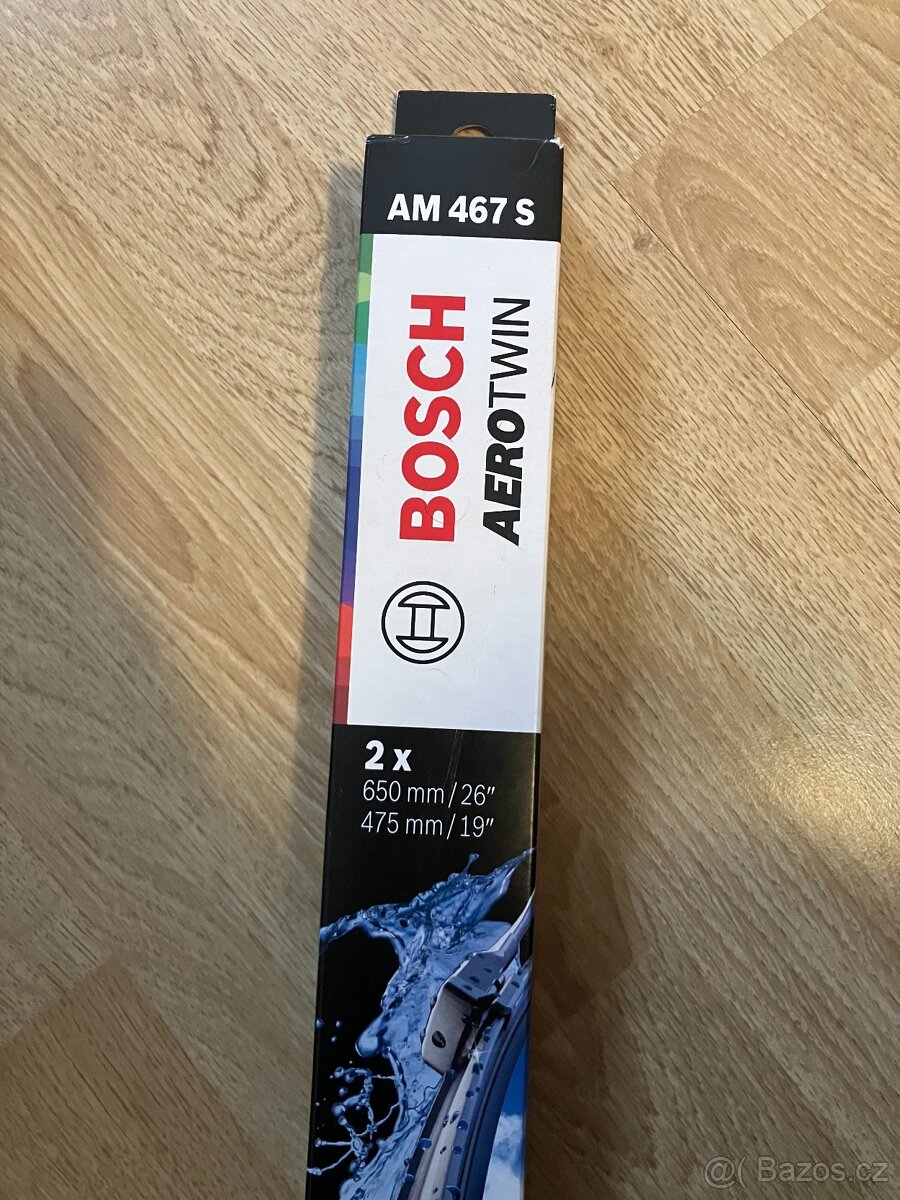 AM 467 S
BOSCH
AEROTWIN
2 x
650 mm / 26"
475 mm / 19"
@( Bazos.cz